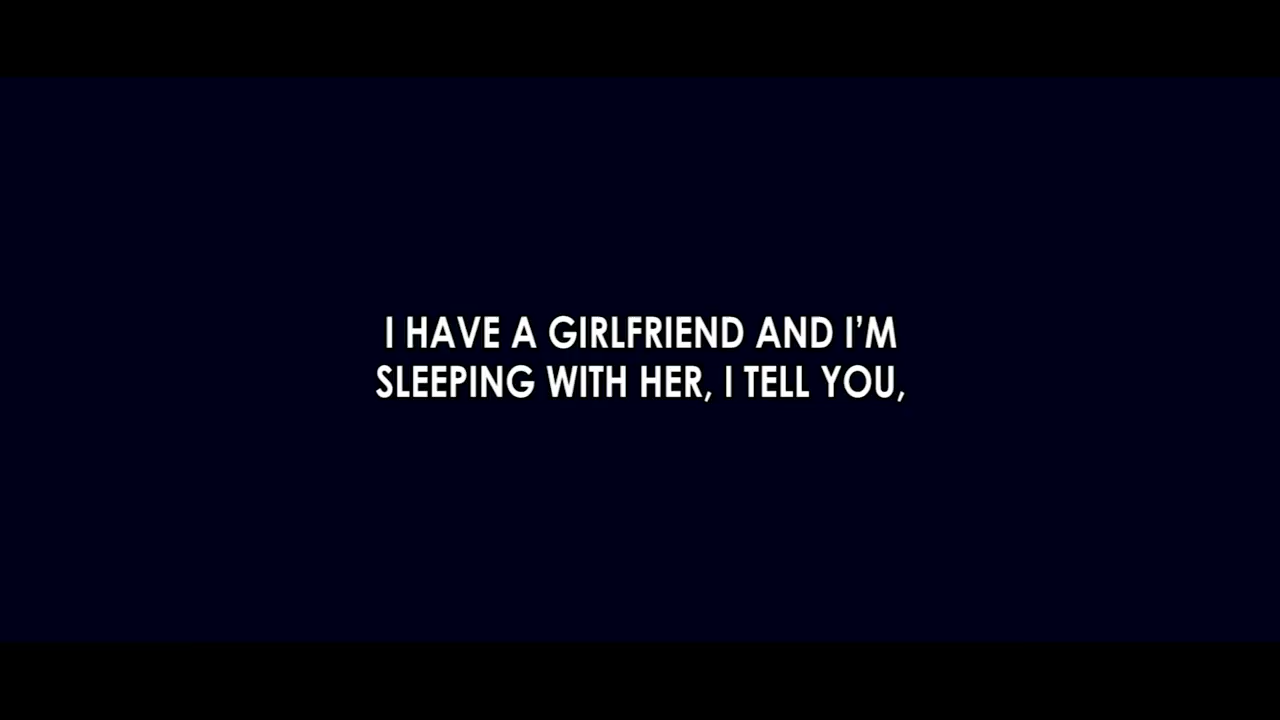 I HAVE A GIRLFRIEND AND I’M
SLEEPING WITH HER, I TELL YOU,